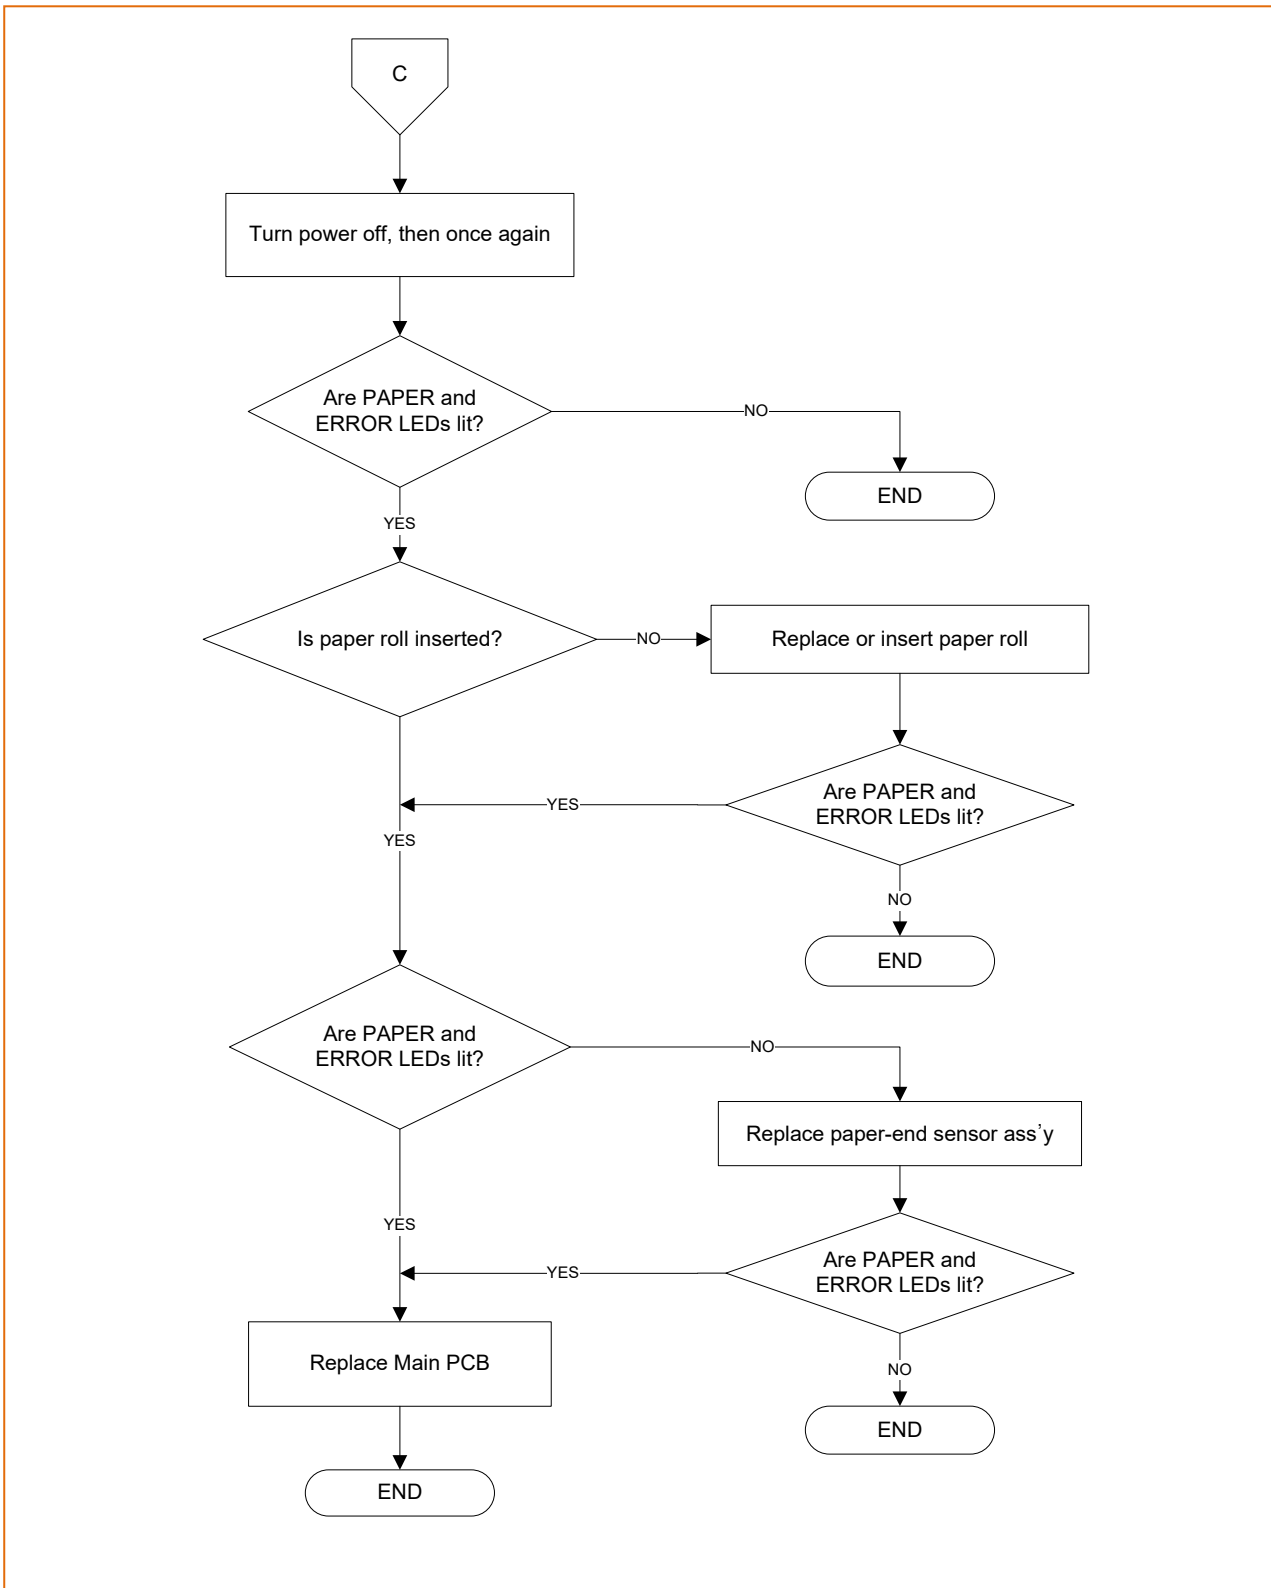 C
Turn power off, then once again
Are PAPER and
ERROR LEDs lit?
NO
END
YES
Is paper roll inserted?
NO
Replace or insert paper roll
Are PAPER and
ERROR LEDs lit?
YES
YES
NO
END
Are PAPER and
ERROR LEDs lit?
NO
Replace paper-end sensor ass’y
YES
Are PAPER and
ERROR LEDs lit?
YES
Replace Main PCB
NO
END
END